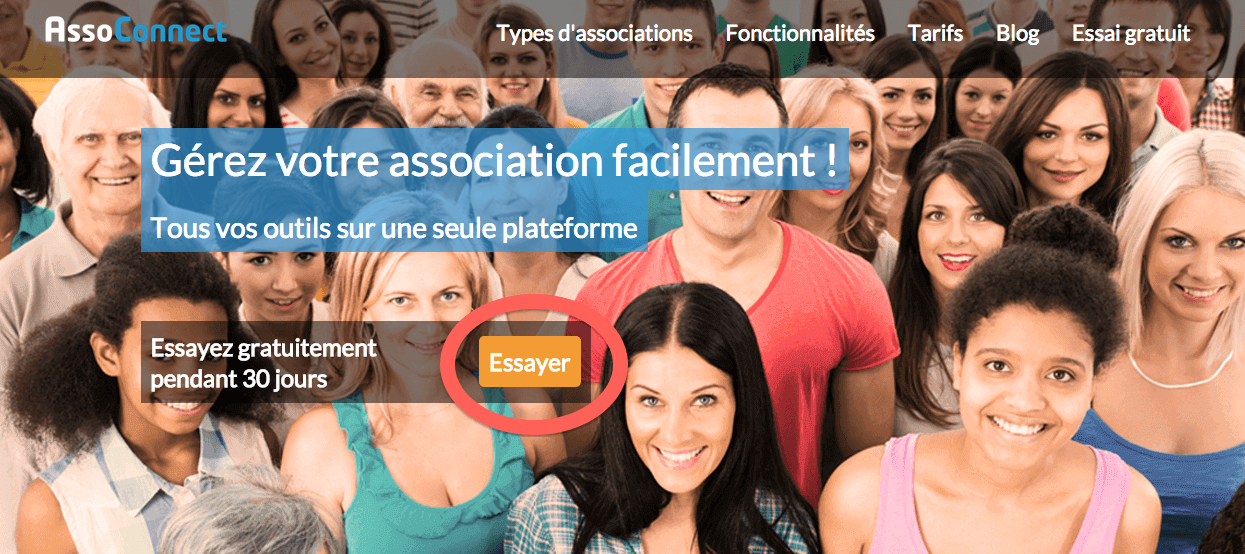 AssoConnect
Types d'associations Fonctionnalités Tarifs Blog Essai gratuit
Gérez votre association facilement !
Tous vos outils sur une seule plateforme
Essayez gratuitement
pendant 30 jours
Essayer